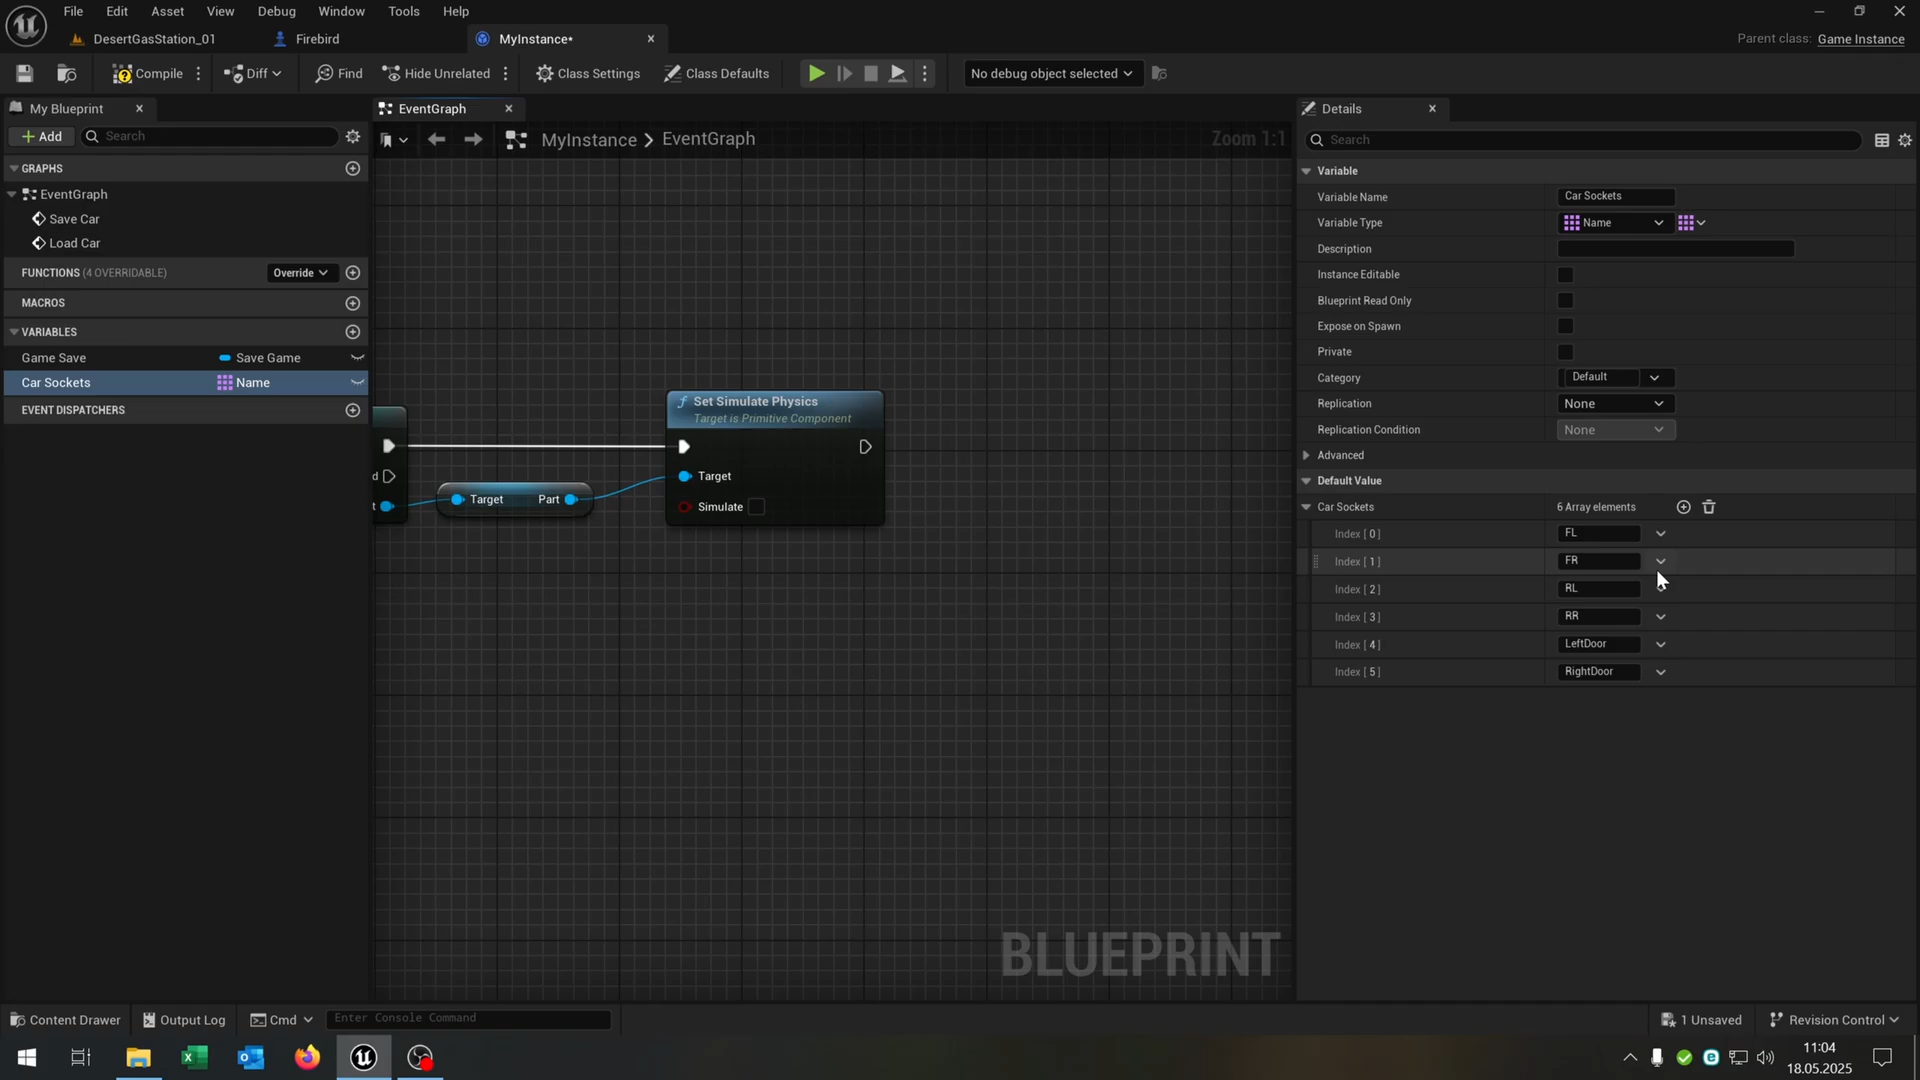 File Edit Asset View Debug Window Tools Help
DesertGasStation_01 Firebird MyInstance* Parent class: Game Instance
Compile Diff Find Hide Unrelated Class Settings Class Defaults No debug object selected
My Blueprint
Add Search
GRAPHS
EventGraph
Save Car
Load Car
FUNCTIONS (4 OVERRIDABLE) Override
MACROS
VARIABLES
Game Save Save Game
Car Sockets Name
EVENT DISPATCHERS
EventGraph
MyInstance > EventGraph Zoom 1:1
d
t
Target Part
Set Simulate Physics
Target is Primitive Component
Target
Simulate
BLUEPRINT
Details
Search
Variable
Variable Name Car Sockets
Variable Type Name
Description
Instance Editable
Blueprint Read Only
Expose on Spawn
Private
Category Default
Replication None
Replication Condition None
Advanced
Default Value
Car Sockets 6 Array elements
Index [ 0 ] FL
Index [ 1 ] FR
Index [ 2 ] RL
Index [ 3 ] RR
Index [ 4 ] LeftDoor
Index [ 5 ] RightDoor
Content Drawer Output Log Cmd Enter Console Command 1 Unsaved Revision Control
11:04
18.05.2025